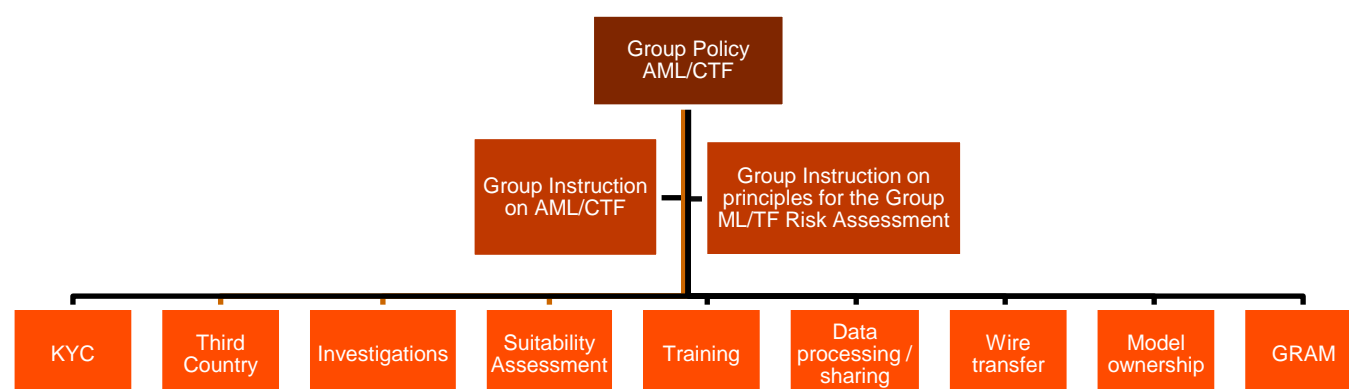 Group Policy
AML/CTF
Group Instruction
on AML/CTF
Group Instruction on
principles for the Group
ML/TF Risk Assessment
KYC
Third
Country
Investigations
Suitability
Assessment
Training
Data
processing /
sharing
Wire
transfer
Model
ownership
GRAM